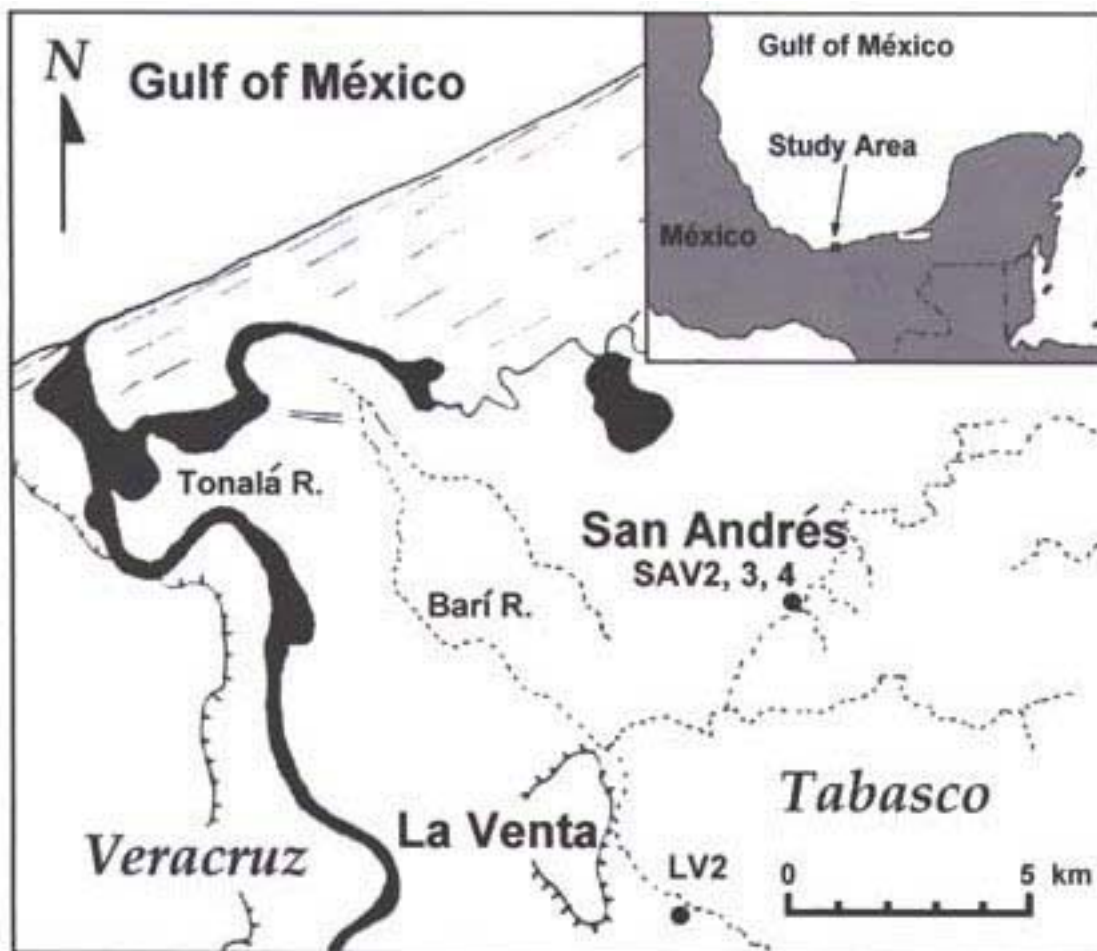 N
Gulf of México
Gulf of México
Study Area
México
Tonalá R.
San Andrés
SAV2, 3, 4
Barí R.
Tabasco
La Venta
Veracruz
LV2
0 5 km